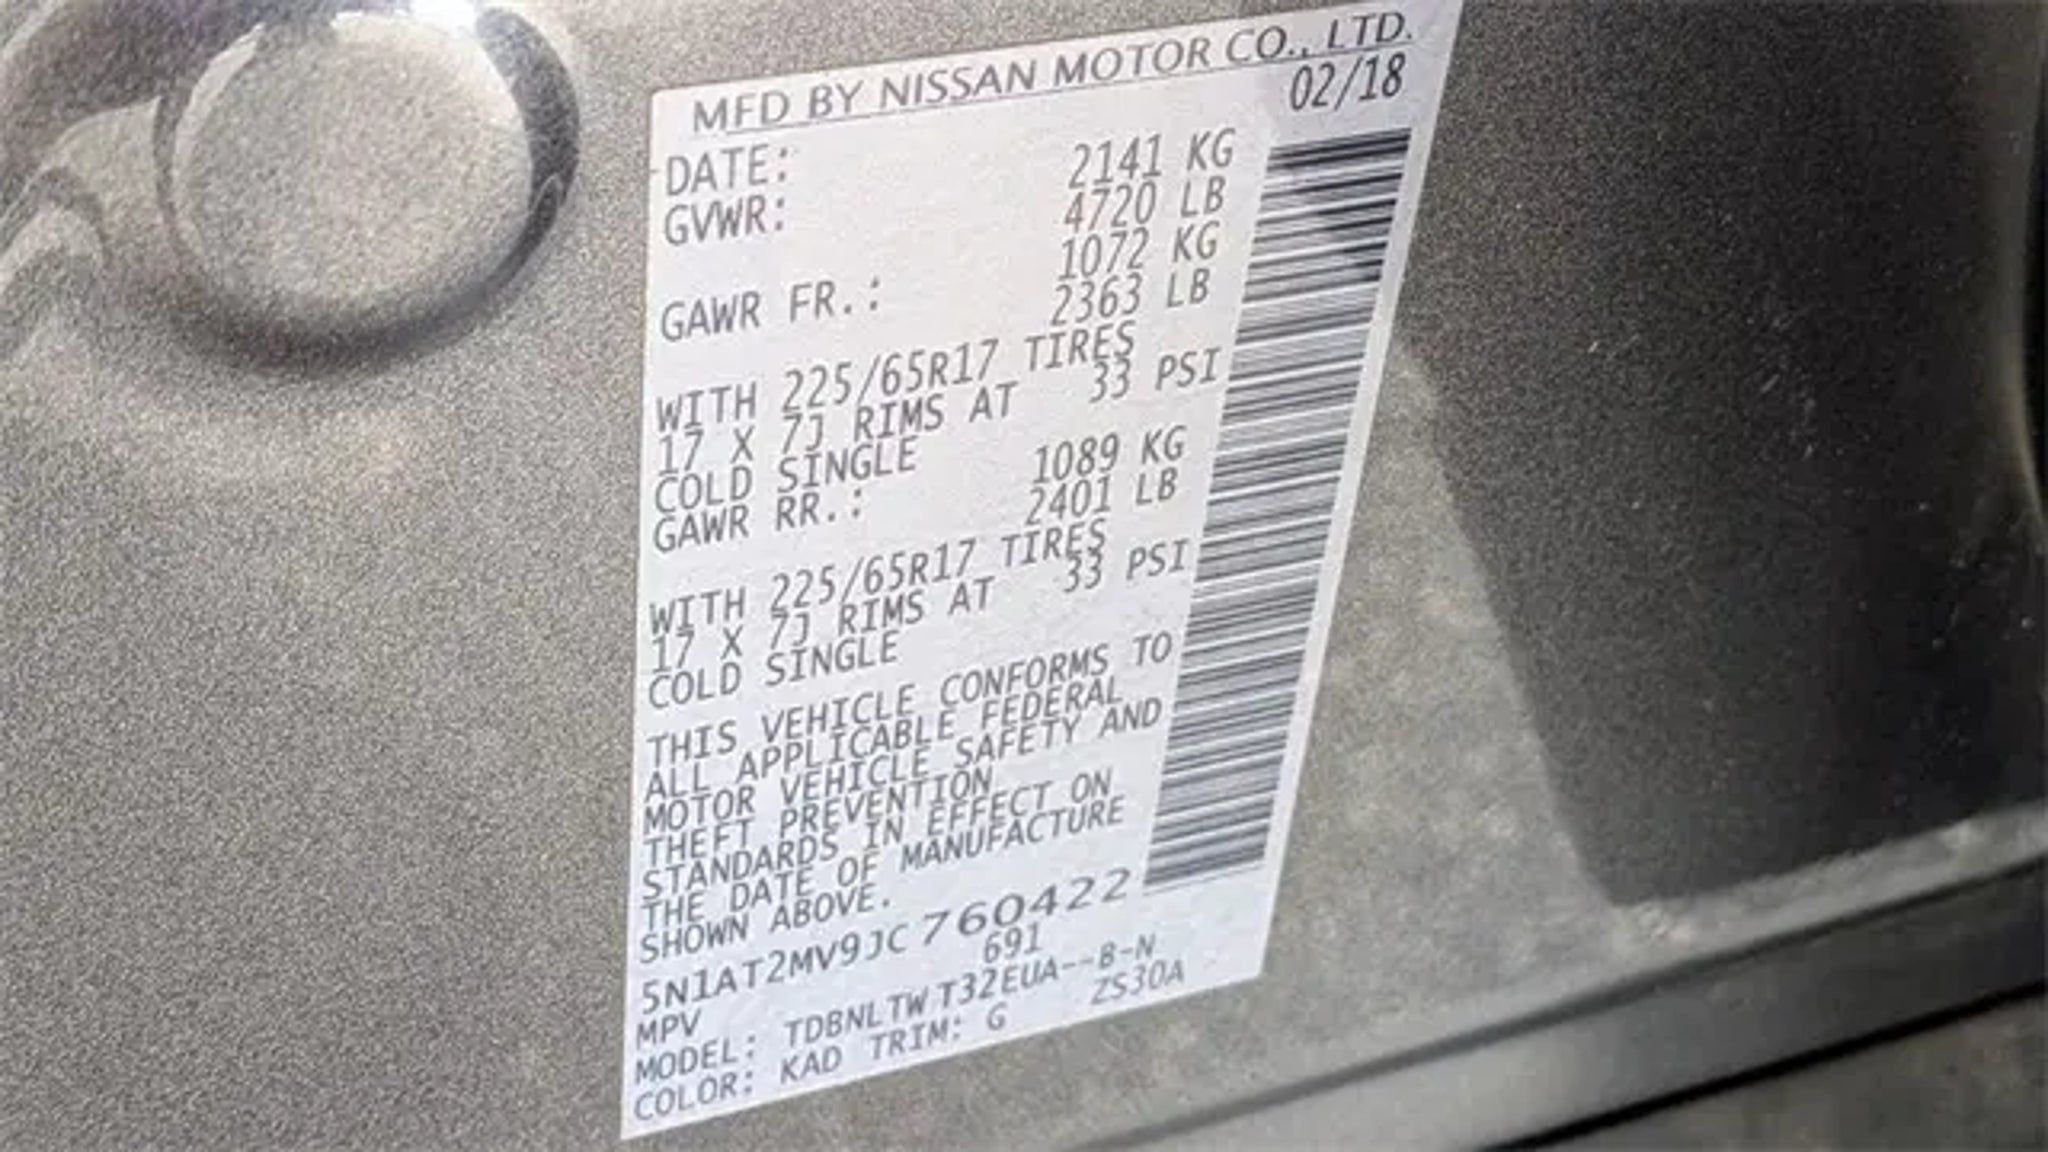 MFD BY NISSAN MOTOR CO., LTD.
DATE: 02/18
GVWR: 2141 KG
4720 LB
GAWR FR.: 1072 KG
2363 LB
WITH 225/65R17 TIRES
17 X 7J RIMS AT 33 PSI
COLD SINGLE
GAWR RR.: 1089 KG
2401 LB
WITH 225/65R17 TIRES
17 X 7J RIMS AT 33 PSI
COLD SINGLE
THIS VEHICLE CONFORMS TO
ALL APPLICABLE FEDERAL
MOTOR VEHICLE SAFETY AND
THEFT PREVENTION
STANDARDS IN EFFECT ON
THE DATE OF MANUFACTURE
SHOWN ABOVE.
5N1AT2MV9JC760422
MPV 691
MODEL: TDBNLTWT32EUA--B-N
COLOR: KAD TRIM: G ZS30A